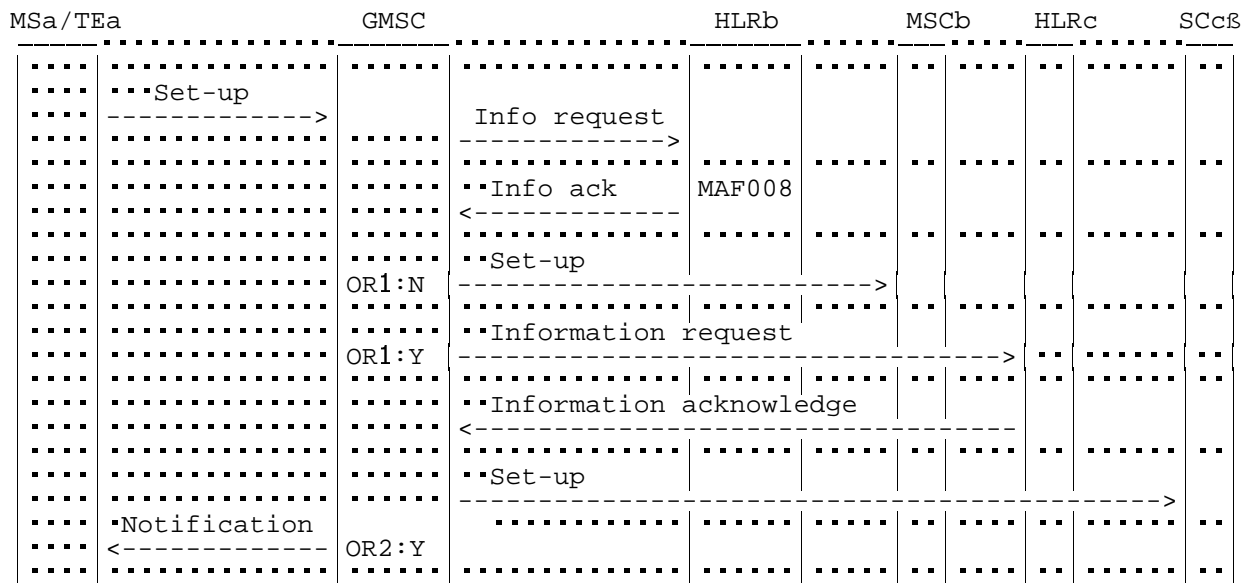 MSa/TEa GMSC HLRb MSCb HLRc SCcß
Set-up
Info request
Info ack MAF008
Set-up
OR1:N
Information request
OR1:Y
Information acknowledge
Set-up
Notification
OR2:Y